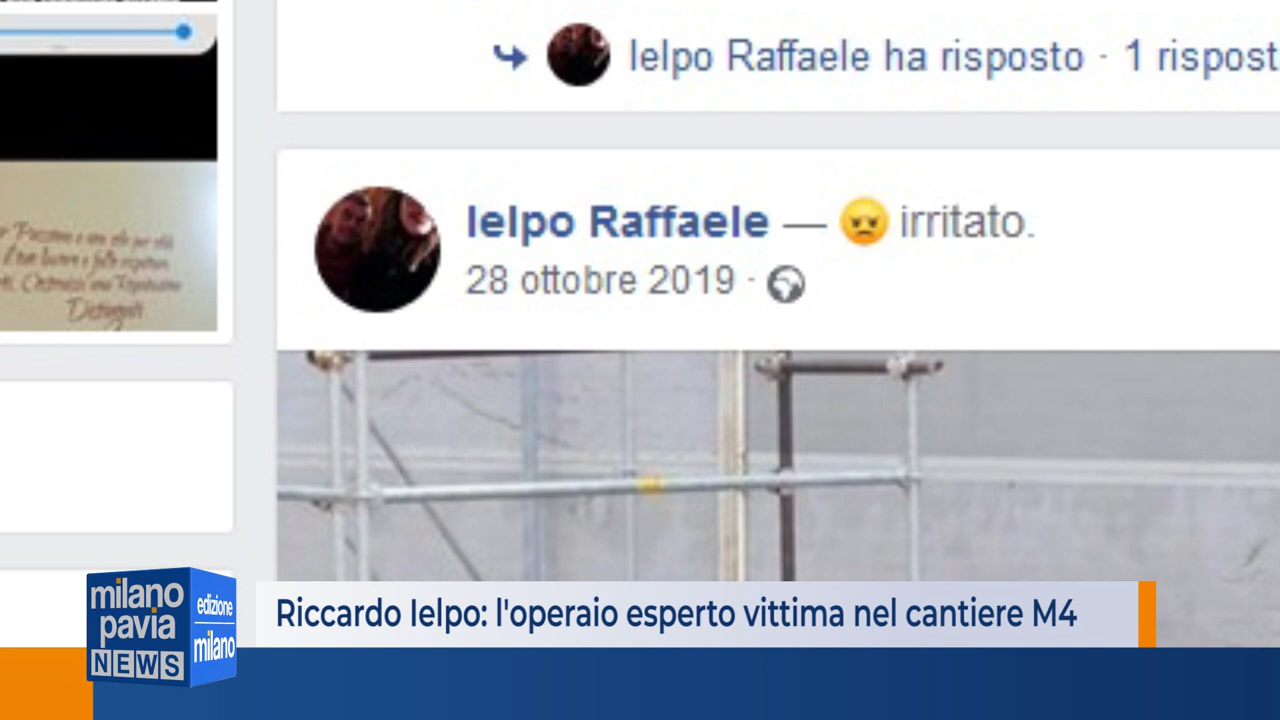 Ielpo Raffaele ha risposto · 1 rispost
Ielpo Raffaele — irritato.
28 ottobre 2019 ·
Distinguiti
Riccardo Ielpo: l'operaio esperto vittima nel cantiere M4
milano
pavia
NEWS
edizione
milano